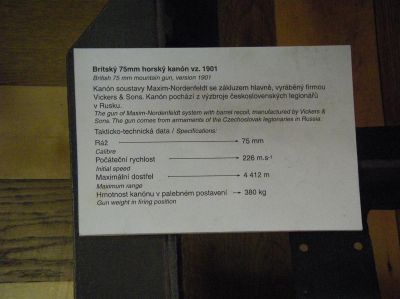 Britský 75mm horský kanón vz. 1901
British 75 mm mountain gun, version 1901
Kanón soustavy Maxim-Nordenfeldt se zákluzem hlavně, vyráběný firmou
Vickers & Sons. Kanón pochází z výzbroje československých legionářů
v Rusku.
The gun of Maxim-Nordenfeldt system with barrel recoil, manufactured by Vickers &
Sons. The gun comes from armaments of the Czechoslovak legionaries in Russia.
Takticko-technická data / Specifications:
Ráž → 75 mm
Calibre
Počáteční rychlost → 226 m.s⁻¹
Initial speed
Maximální dostřel → 4 412 m
Maximum range
Hmotnost kanónu v palebném postavení → 380 kg
Gun weight in firing position